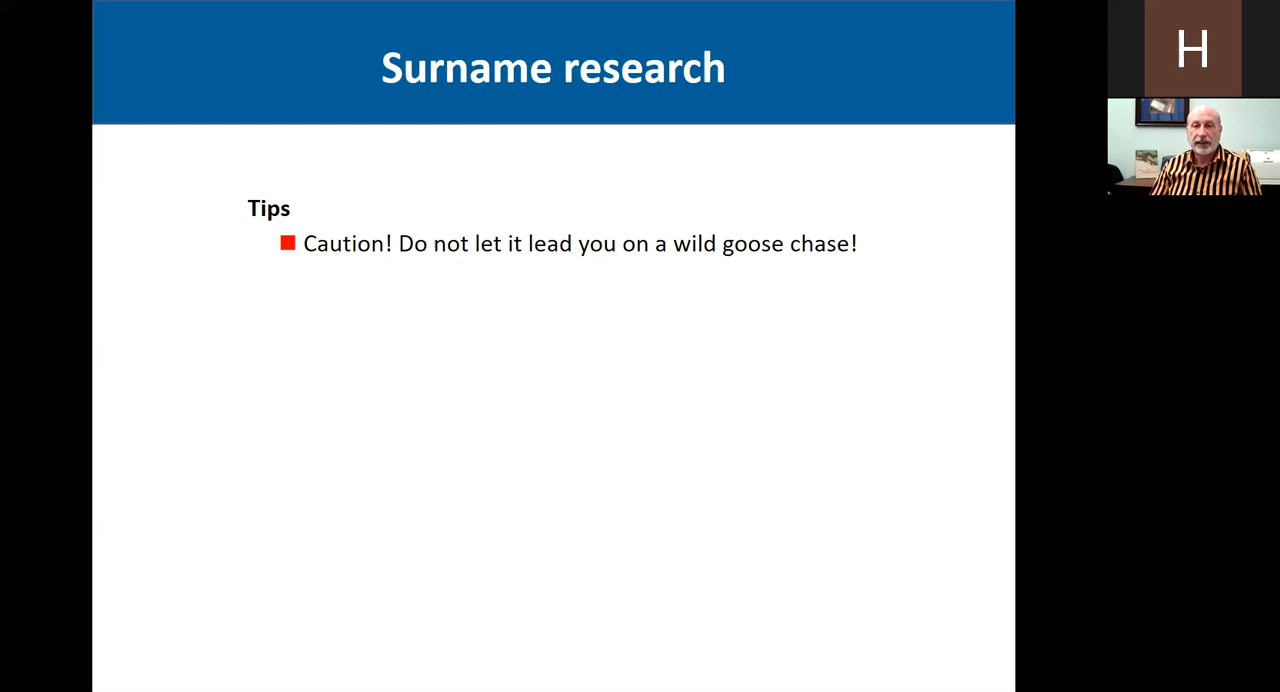 Surname research
H
Tips
Caution! Do not let it lead you on a wild goose chase!